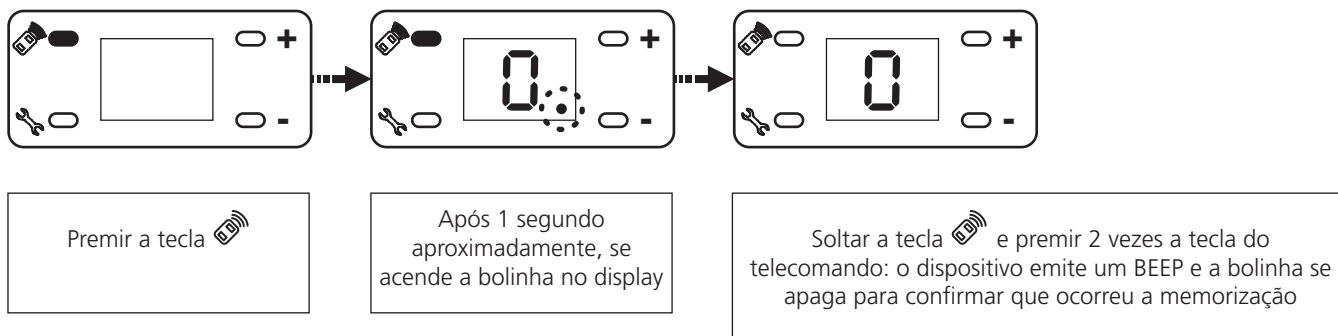 +
-
0
+
-
0
+
-
Premir a tecla
Após 1 segundo
aproximadamente, se
acende a bolinha no display
Soltar a tecla e premir 2 vezes a tecla do
telecomando: o dispositivo emite um BEEP e a bolinha se
apaga para confirmar que ocorreu a memorização